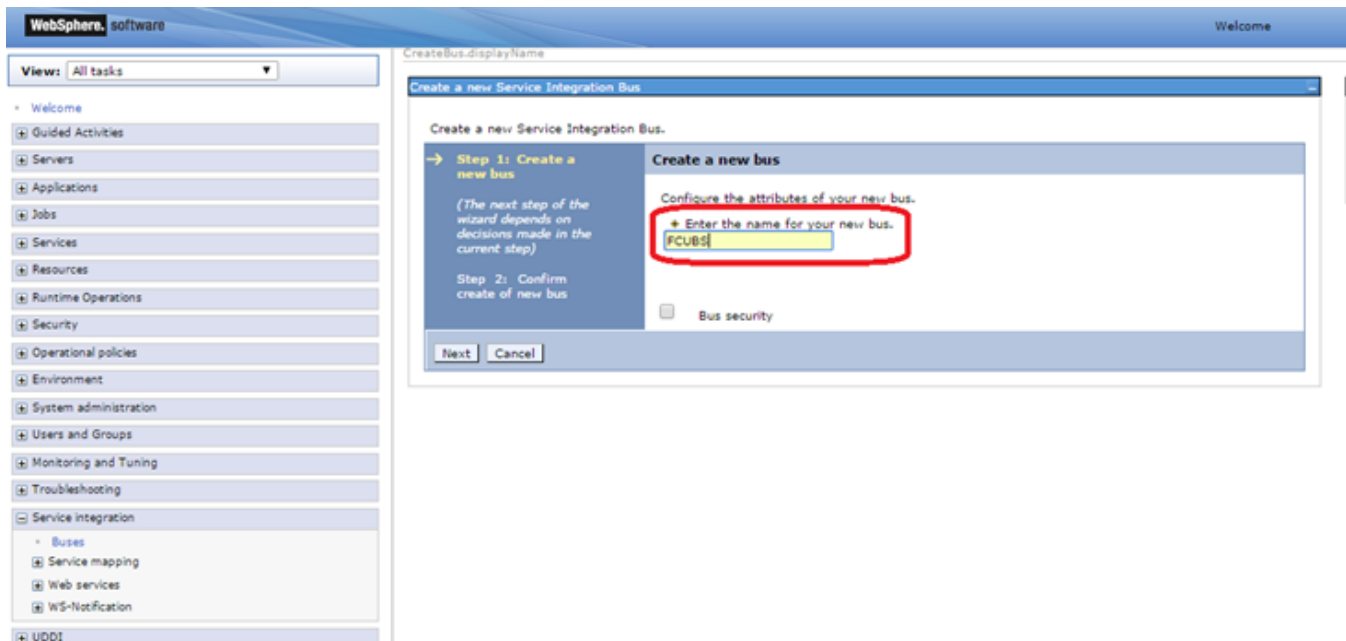 WebSphere. software
Welcome
View: All tasks
Welcome
Guided Activities
Servers
Applications
Jobs
Services
Resources
Runtime Operations
Security
Operational policies
Environment
System administration
Users and Groups
Monitoring and Tuning
Troubleshooting
Service integration
Buses
Service mapping
Web services
WS-Notification
UDDI
CreateBus.displayName
Create a new Service Integration Bus
Create a new Service Integration Bus.
Step 1: Create a
new bus
(The next step of the
wizard depends on
decisions made in the
current step)
Step 2: Confirm
create of new bus
Create a new bus
Configure the attributes of your new bus.
Enter the name for your new bus.
FCUBS
Bus security
Next Cancel